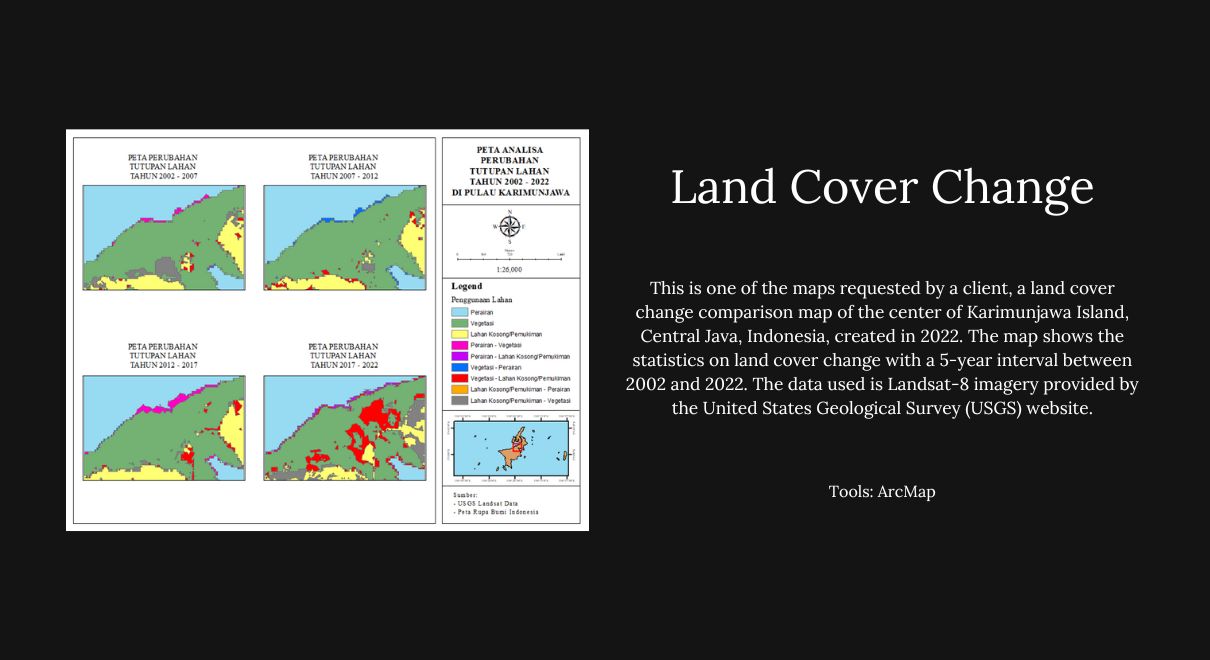 PETA PERUBAHAN
TUTUPAN LAHAN
TAHUN 2002 - 2007
PETA PERUBAHAN
TUTUPAN LAHAN
TAHUN 2007 - 2012
PETA PERUBAHAN
TUTUPAN LAHAN
TAHUN 2012 - 2017
PETA PERUBAHAN
TUTUPAN LAHAN
TAHUN 2017 - 2022
PETA ANALISA
PERUBAHAN
TUTUPAN LAHAN
TAHUN 2002 - 2022
DI PULAU KARIMUNJAWA
N
W
E
S
1:26,000
Legend
Penggunaan Lahan
Perairan
Vegetasi
Lahan Kosong/Pemukiman
Perairan - Vegetasi
Perairan - Lahan Kosong/Pemukiman
Vegetasi - Perairan
Vegetasi - Lahan Kosong/Pemukiman
Lahan Kosong/Pemukiman - Perairan
Lahan Kosong/Pemukiman - Vegetasi
Sumber:
- USGS Landsat Data
- Peta Rupa Bumi Indonesia
Land Cover Change
This is one of the maps requested by a client, a land cover
change comparison map of the center of Karimunjawa Island,
Central Java, Indonesia, created in 2022. The map shows the
statistics on land cover change with a 5-year interval between
2002 and 2022. The data used is Landsat-8 imagery provided by
the United States Geological Survey (USGS) website.
Tools: ArcMap